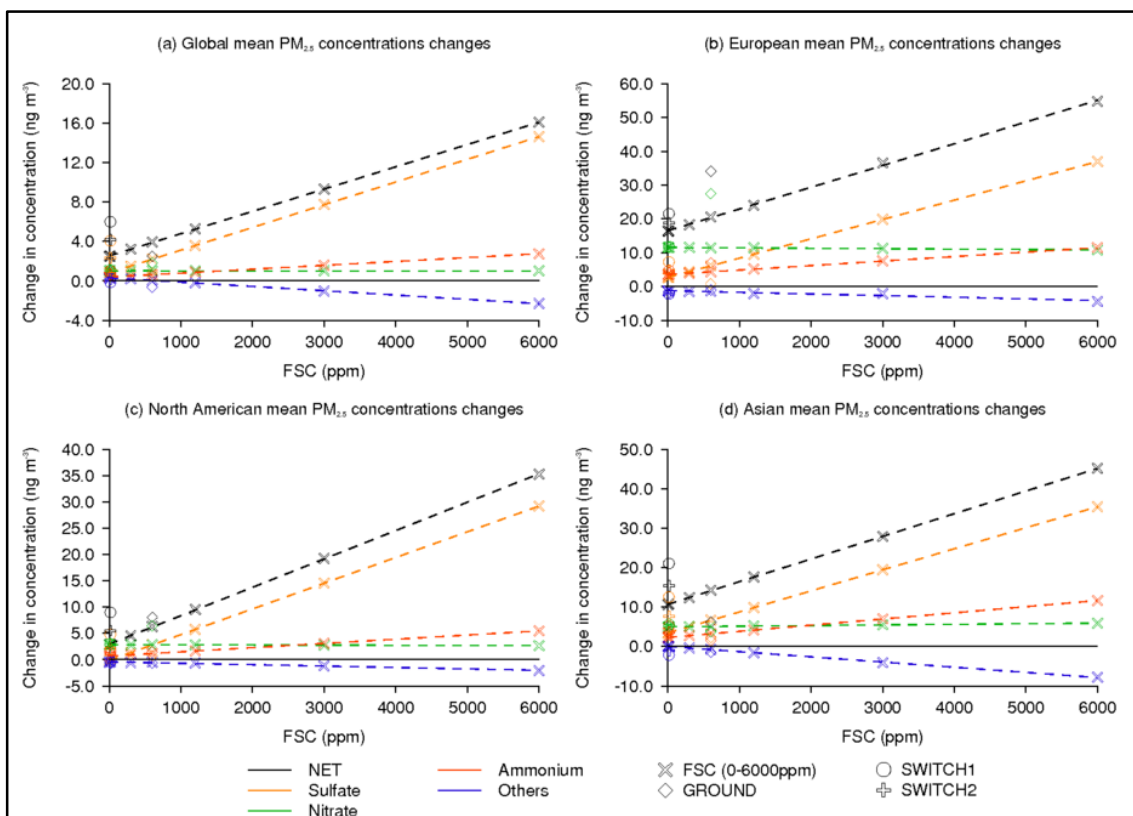 (a) Global mean PM₂.₅ concentrations changes
Change in concentration (ng m⁻³)
20.0
16.0
12.0
8.0
4.0
0.0
-4.0
0 1000 2000 3000 4000 5000 6000
FSC (ppm)
(b) European mean PM₂.₅ concentrations changes
Change in concentration (ng m⁻³)
60.0
50.0
40.0
30.0
20.0
10.0
0.0
-10.0
0 1000 2000 3000 4000 5000 6000
FSC (ppm)
(c) North American mean PM₂.₅ concentrations changes
Change in concentration (ng m⁻³)
40.0
35.0
30.0
25.0
20.0
15.0
10.0
5.0
0.0
-5.0
0 1000 2000 3000 4000 5000 6000
FSC (ppm)
(d) Asian mean PM₂.₅ concentrations changes
Change in concentration (ng m⁻³)
50.0
40.0
30.0
20.0
10.0
0.0
-10.0
0 1000 2000 3000 4000 5000 6000
FSC (ppm)
NET
Sulfate
Nitrate
Ammonium
Others
FSC (0-6000ppm)
GROUND
SWITCH1
SWITCH2